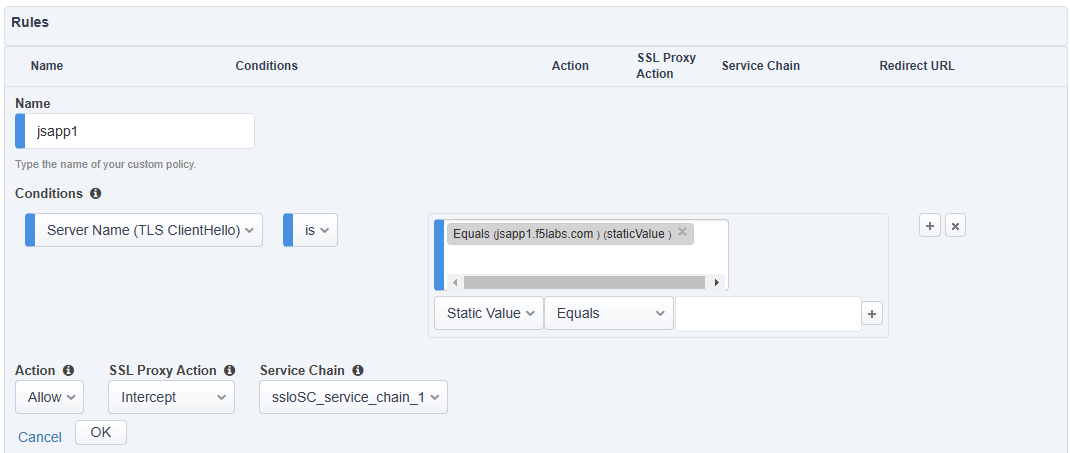 Rules
Name Conditions Action SSL Proxy Action Service Chain Redirect URL
Name
jsapp1
Type the name of your custom policy.
Conditions
Server Name (TLS ClientHello) is Equals (jsapp1.f5labs.com ) (staticValue )
Static Value Equals
Action SSL Proxy Action Service Chain
Allow Intercept ssloSC_service_chain_1
Cancel OK